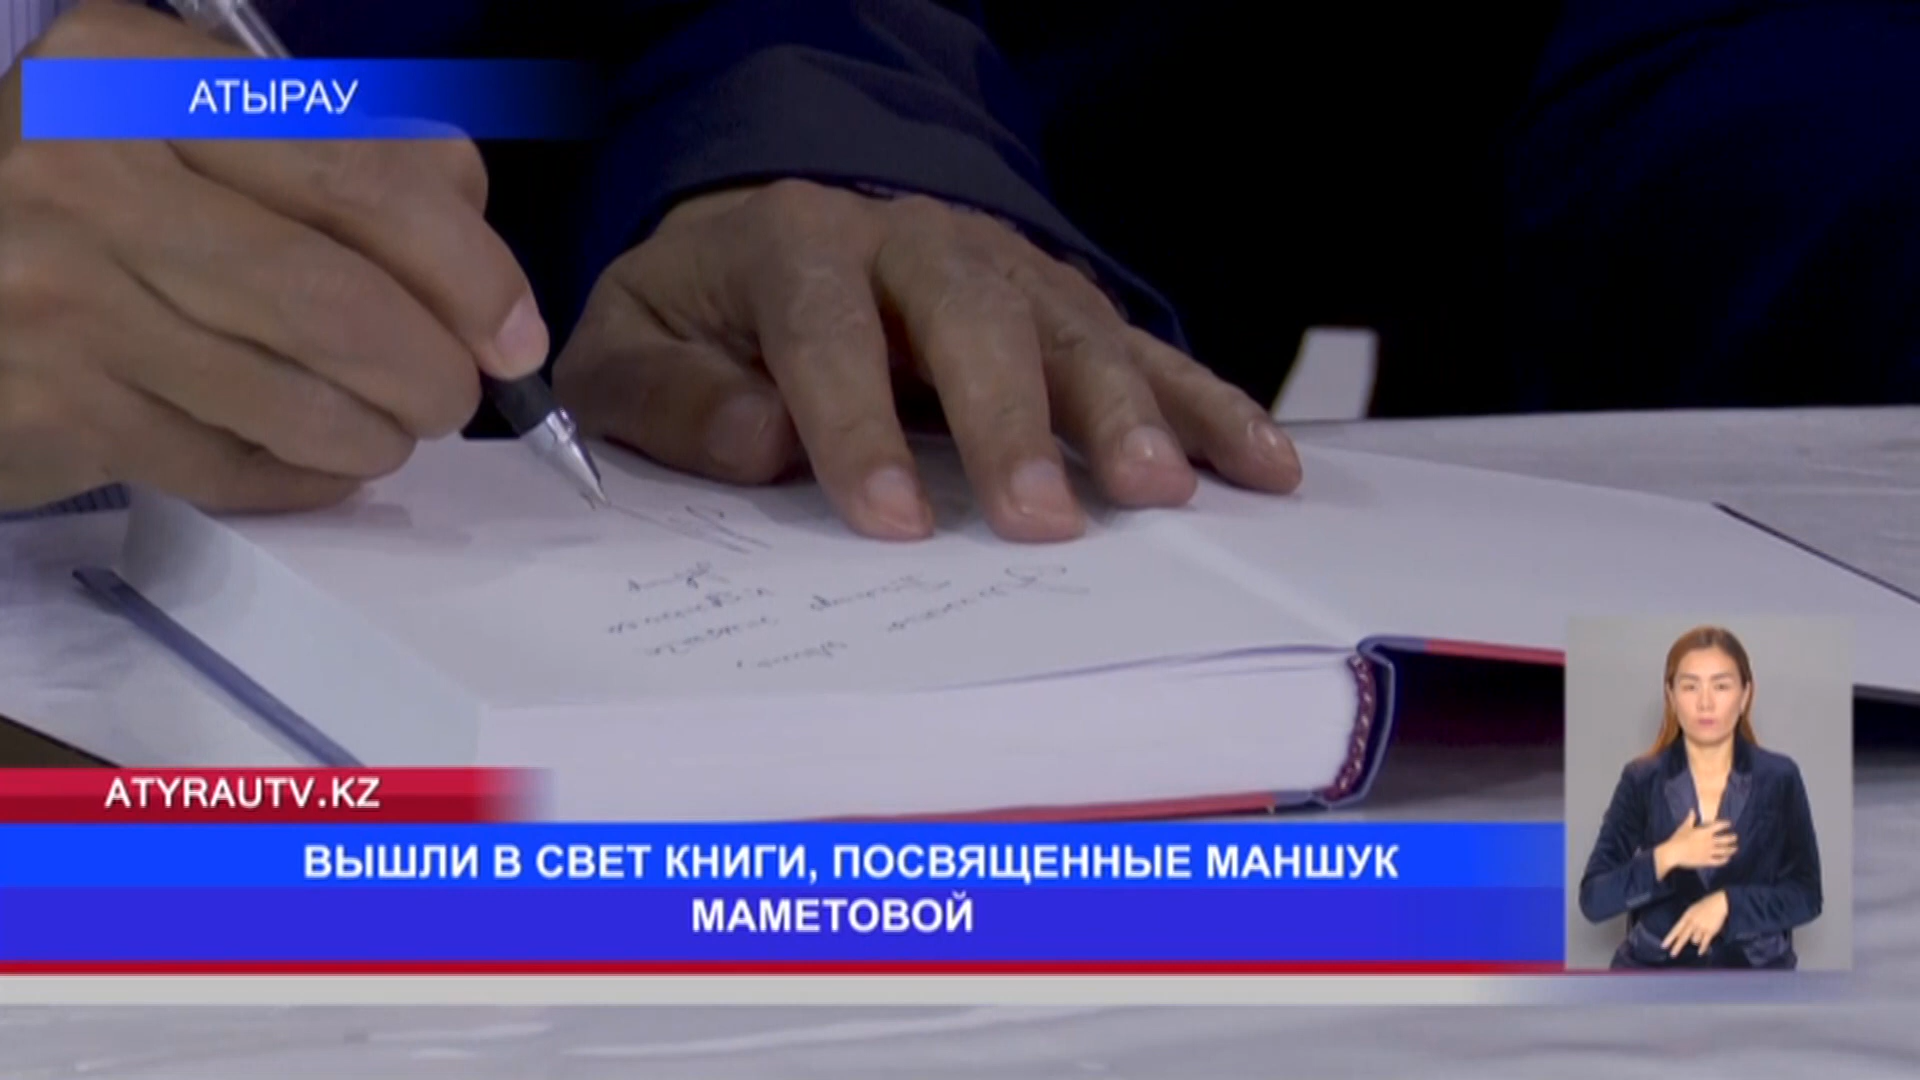 АТЫРАУ
ATYRAUTV.KZ
ВЫШЛИ В СВЕТ КНИГИ, ПОСВЯЩЕННЫЕ МАНШУК
МАМЕТОВОЙ